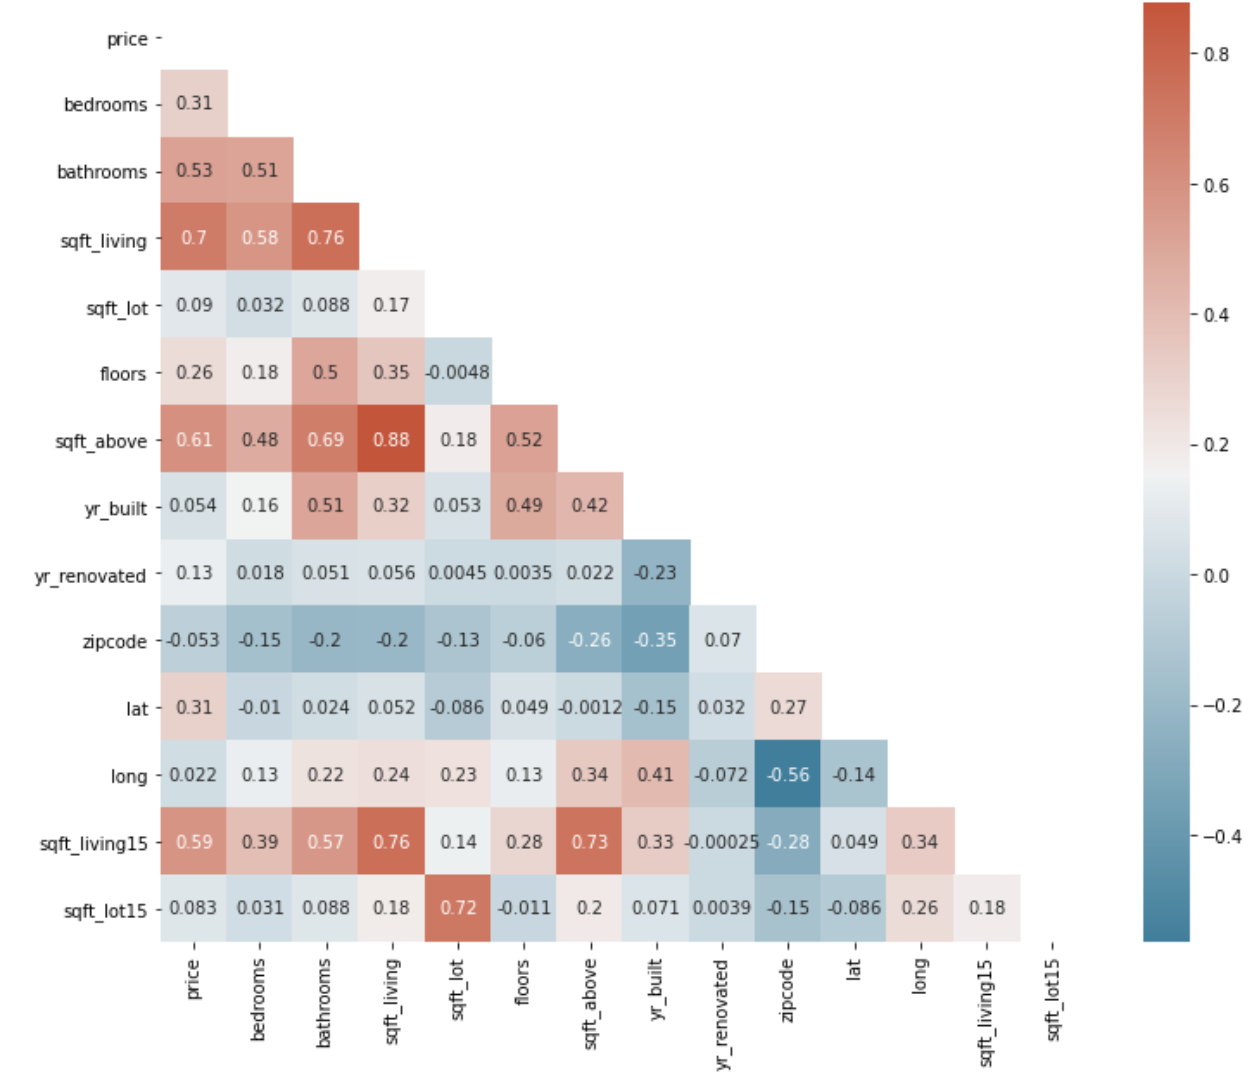 price
bedrooms 0.31
bathrooms 0.53 0.51
sqft_living 0.7 0.58 0.76
sqft_lot 0.09 0.032 0.088 0.17
floors 0.26 0.18 0.5 0.35 -0.0048
sqft_above 0.61 0.48 0.69 0.88 0.18 0.52
yr_built 0.054 0.16 0.51 0.32 0.053 0.49 0.42
yr_renovated 0.13 0.018 0.051 0.056 0.0045 0.0035 0.022 -0.23
zipcode -0.053 -0.15 -0.2 -0.2 -0.13 -0.06 -0.26 -0.35 0.07
lat 0.31 -0.01 0.024 0.052 -0.086 0.049 -0.0012 -0.15 0.032 0.27
long 0.022 0.13 0.22 0.24 0.23 0.13 0.34 0.41 -0.072 -0.56 -0.14
sqft_living15 0.59 0.39 0.57 0.76 0.14 0.28 0.73 0.33 -0.00025 -0.28 0.049 0.34
sqft_lot15 0.083 0.031 0.088 0.18 0.72 -0.011 0.2 0.071 0.0039 -0.15 -0.086 0.26 0.18
price bedrooms bathrooms sqft_living sqft_lot floors sqft_above yr_built yr_renovated zipcode lat long sqft_living15 sqft_lot15
0.8
0.6
0.4
0.2
0.0
-0.2
-0.4